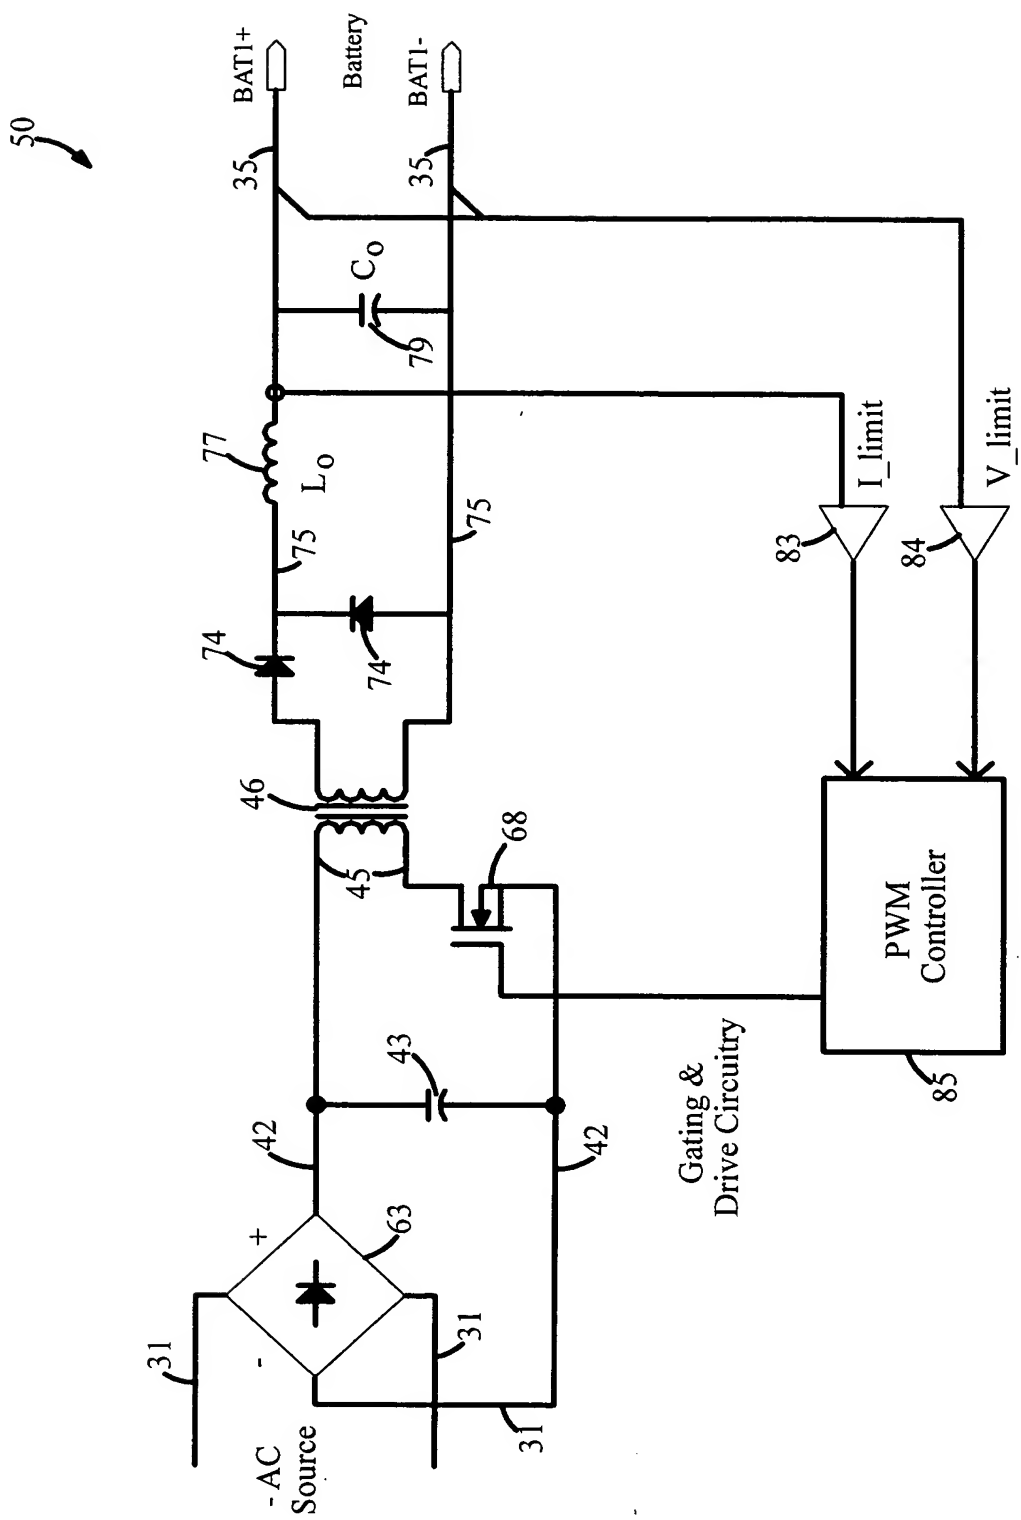 50
BAT1+
Battery
BAT1-
35
35
Co
79
77
Lo
75
75
74
74
46
45
68
I_limit
V_limit
83
84
PWM
Controller
85
Gating &
Drive Circuitry
43
42
42
63
+
-
31
31
31
- AC
Source